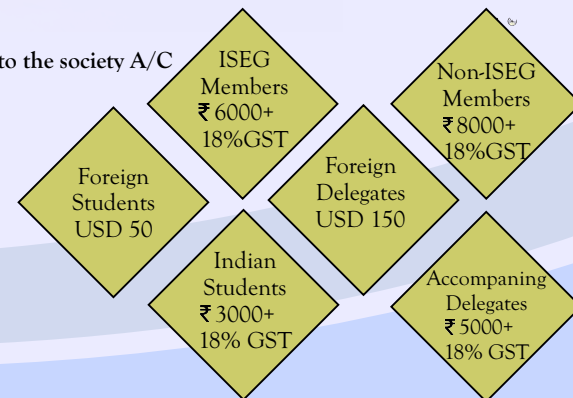 to the society A/C
ISEG
Members
₹ 6000+
18%GST
Non-ISEG
Members
₹ 8000+
18%GST
Foreign
Students
USD 50
Foreign
Delegates
USD 150
Indian
Students
₹ 3000+
18% GST
Accompaning
Delegates
₹ 5000+
18% GST